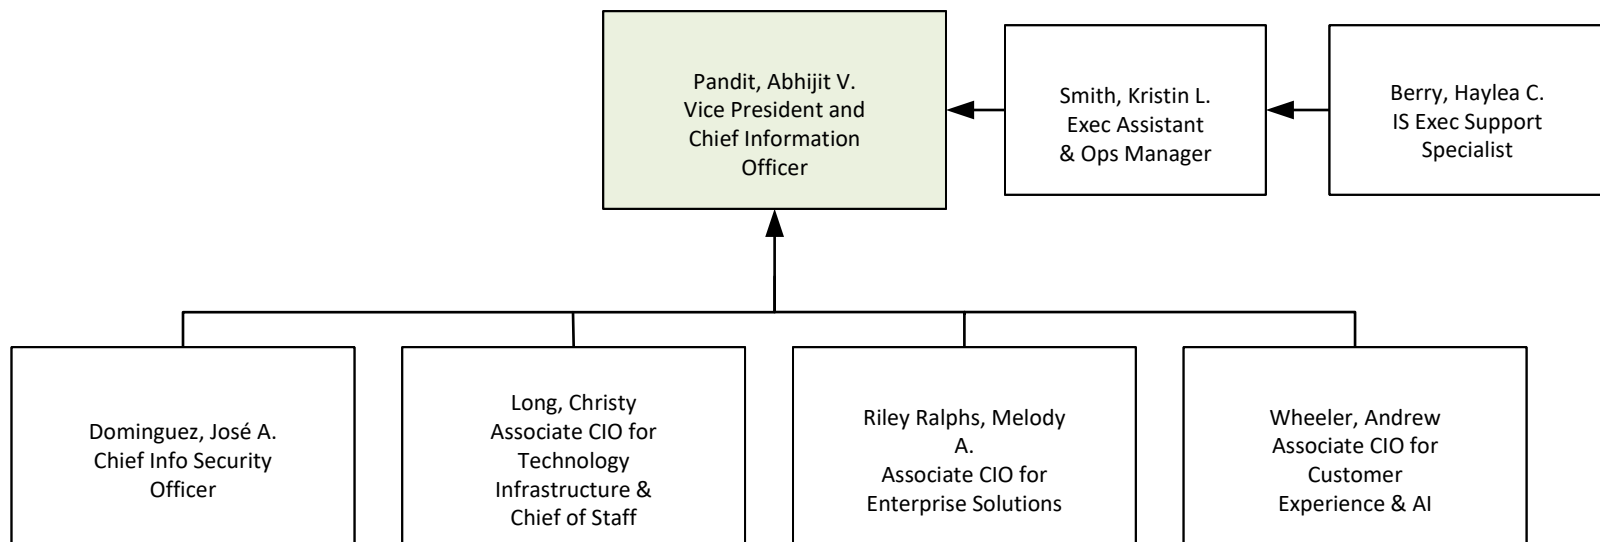 Pandit, Abhijit V.
Vice President and
Chief Information
Officer
Smith, Kristin L.
Exec Assistant
& Ops Manager
Berry, Haylea C.
IS Exec Support
Specialist
Dominguez, José A.
Chief Info Security
Officer
Long, Christy
Associate CIO for
Technology
Infrastructure &
Chief of Staff
Riley Ralphs, Melody
A.
Associate CIO for
Enterprise Solutions
Wheeler, Andrew
Associate CIO for
Customer
Experience & AI